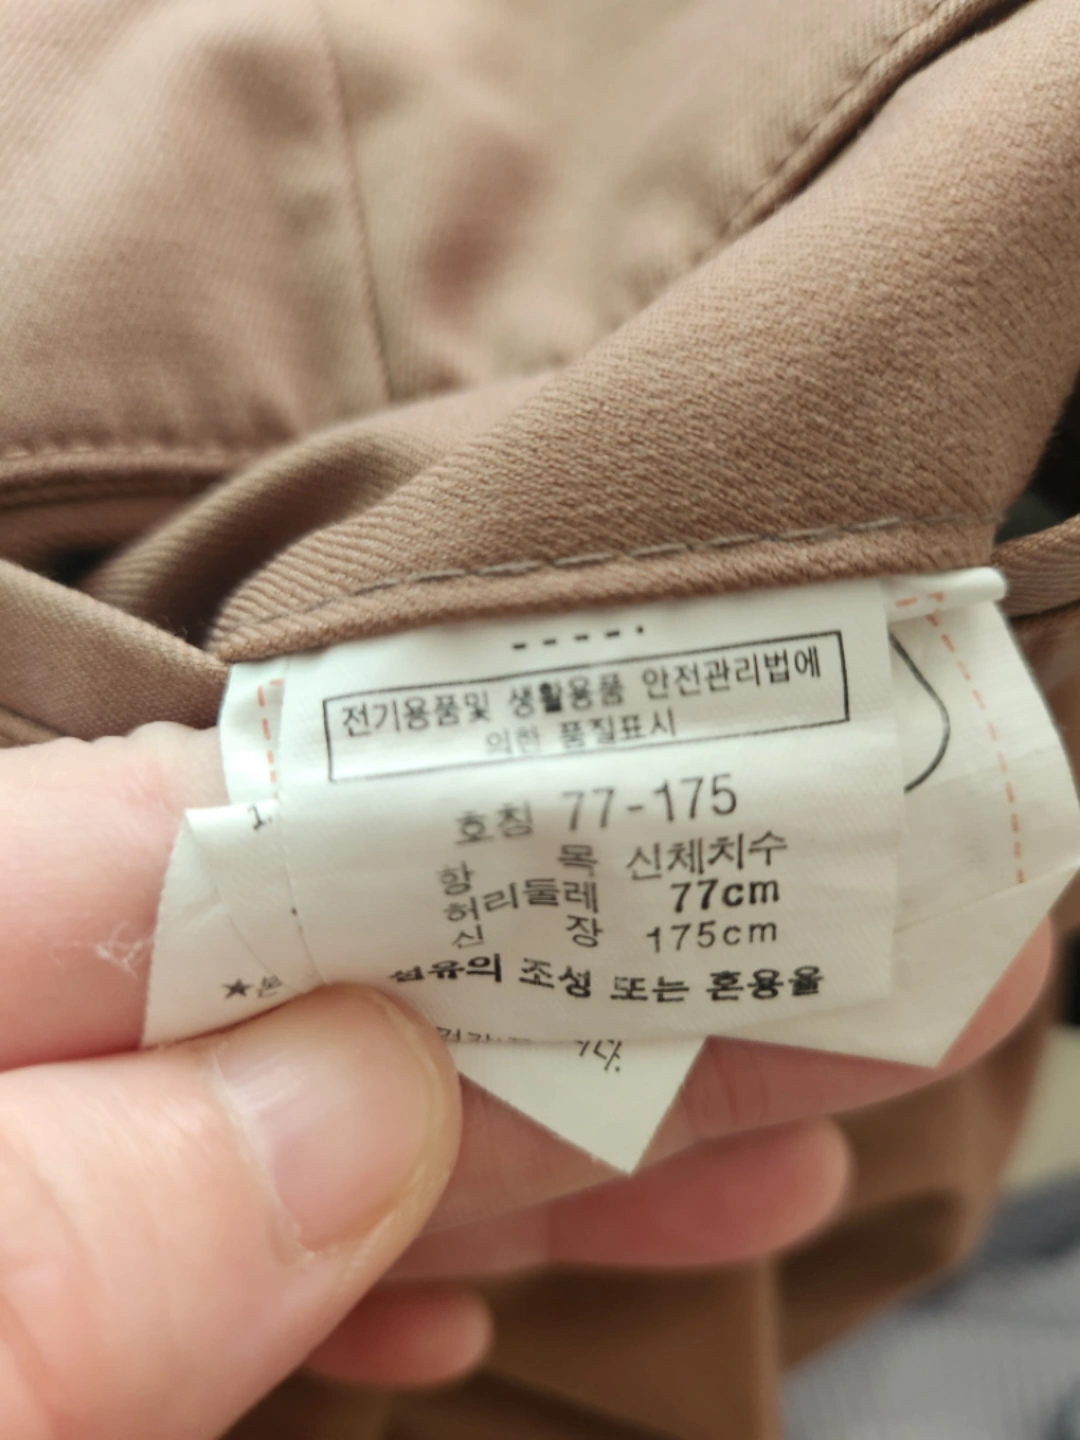 전기용품및 생활용품 안전관리법에
의한 품질표시
호칭 77-175
항 목 신체치수
허리둘레 77cm
신 장 175cm
섬유의 조성 또는 혼용율
1.
★본